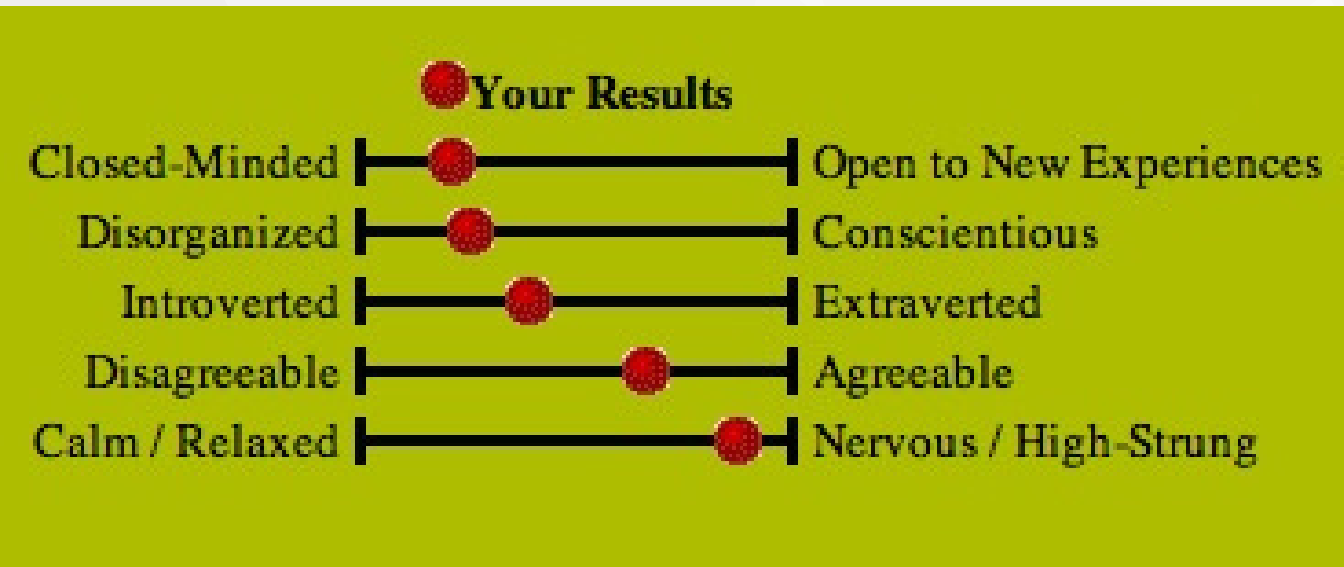 Your Results
Closed-Minded Open to New Experiences
Disorganized Conscientious
Introverted Extraverted
Disagreeable Agreeable
Calm / Relaxed Nervous / High-Strung